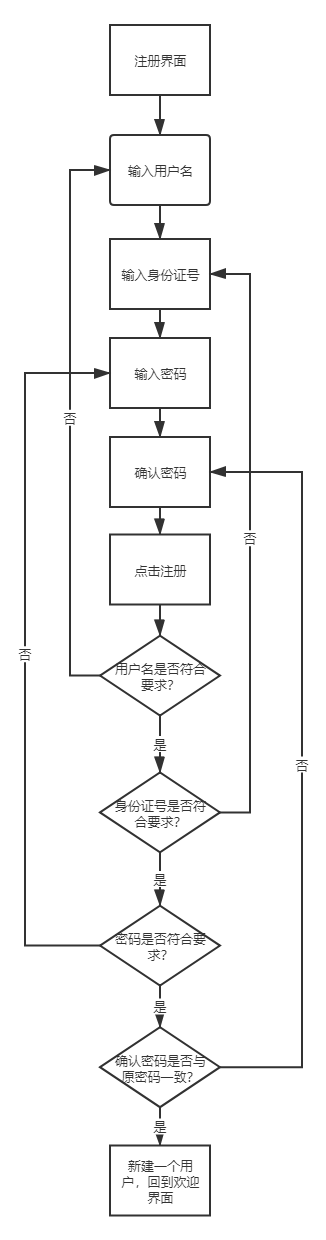 注册界面
输入用户名
输入身份证号
输入密码
否
确认密码
否
点击注册
否
用户名是否符合
要求?
是
否
身份证号是否符
合要求?
是
密码是否符合要
求?
是
确认密码是否与
原密码一致?
是
新建一个用
户，回到欢迎
界面